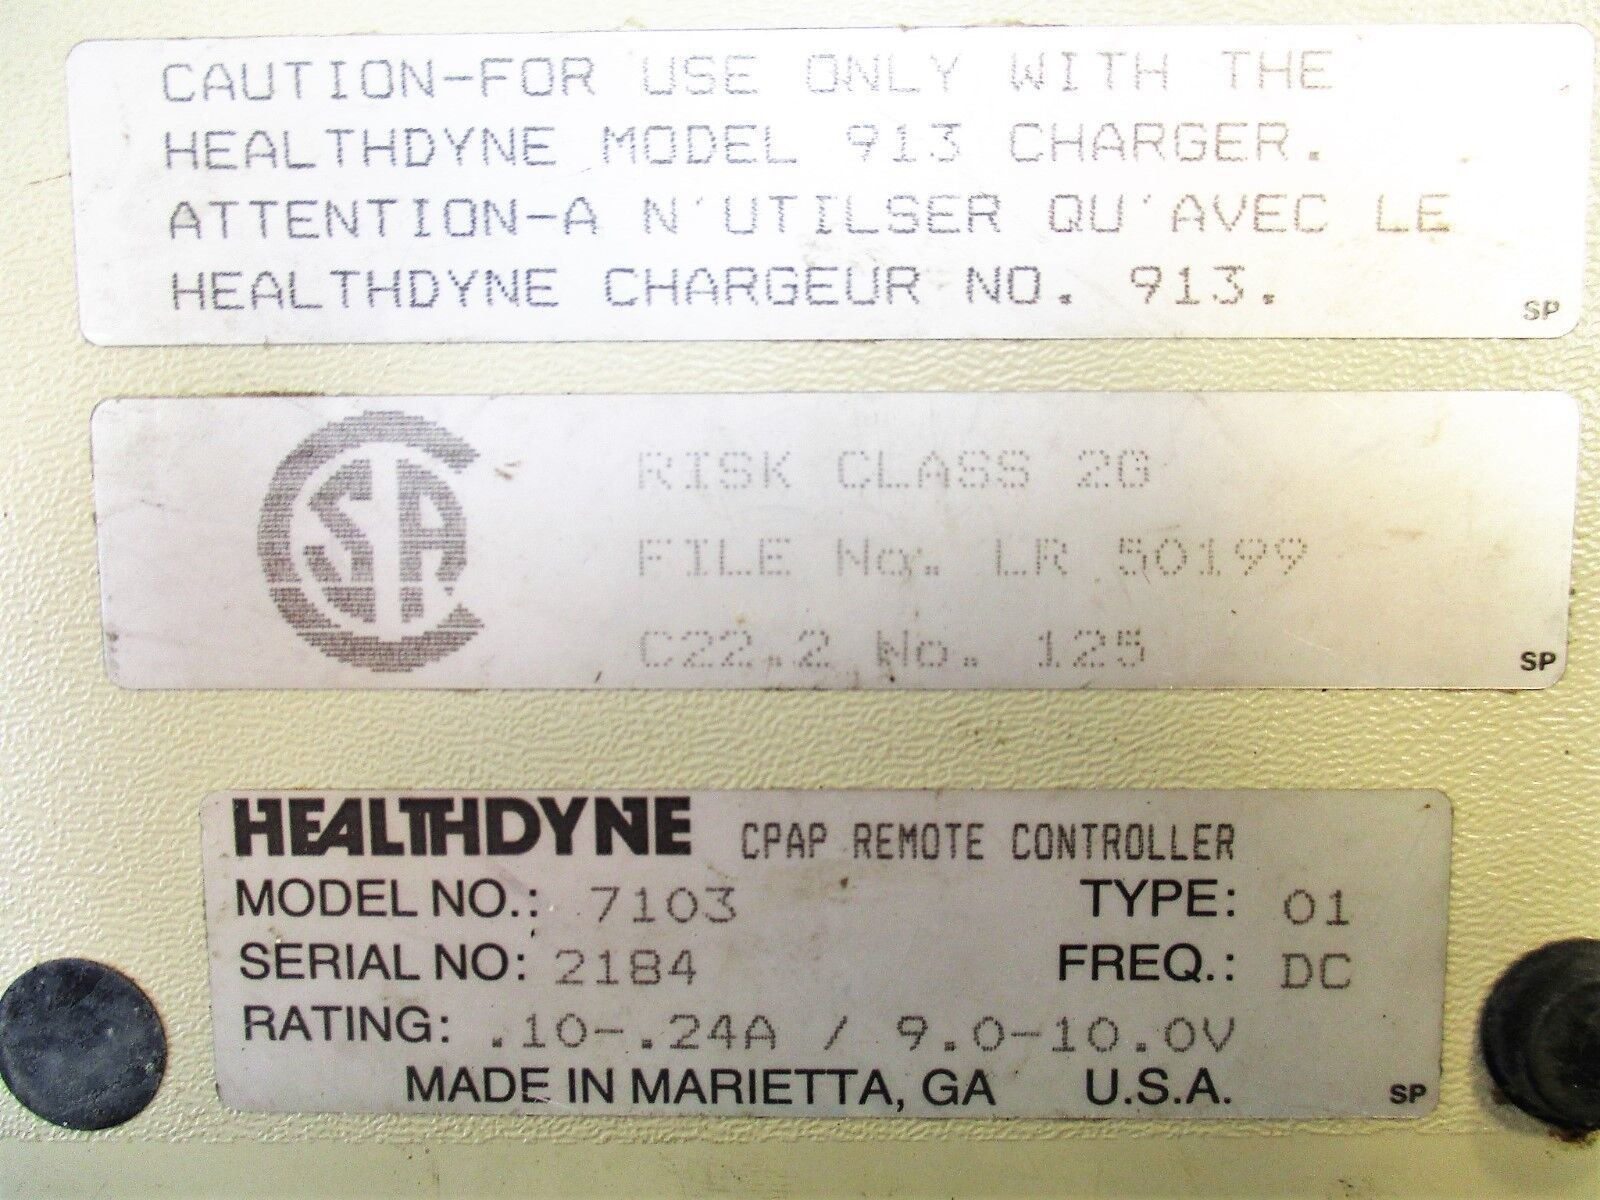 CAUTION-FOR USE ONLY WITH THE
HEALTHDYNE MODEL 913 CHARGER.
ATTENTION-A N'UTILSER QU'AVEC LE
HEALTHDYNE CHARGEUR NO. 913.
SP
CSA
RISK CLASS 2G
FILE No. LR 50199
C22.2 No. 125
SP
HEALTHDYNE CPAP REMOTE CONTROLLER
MODEL NO.: 7103 TYPE: 01
SERIAL NO: 2184 FREQ.: DC
RATING: .10-.24A / 9.0-10.0V
MADE IN MARIETTA, GA U.S.A.
SP